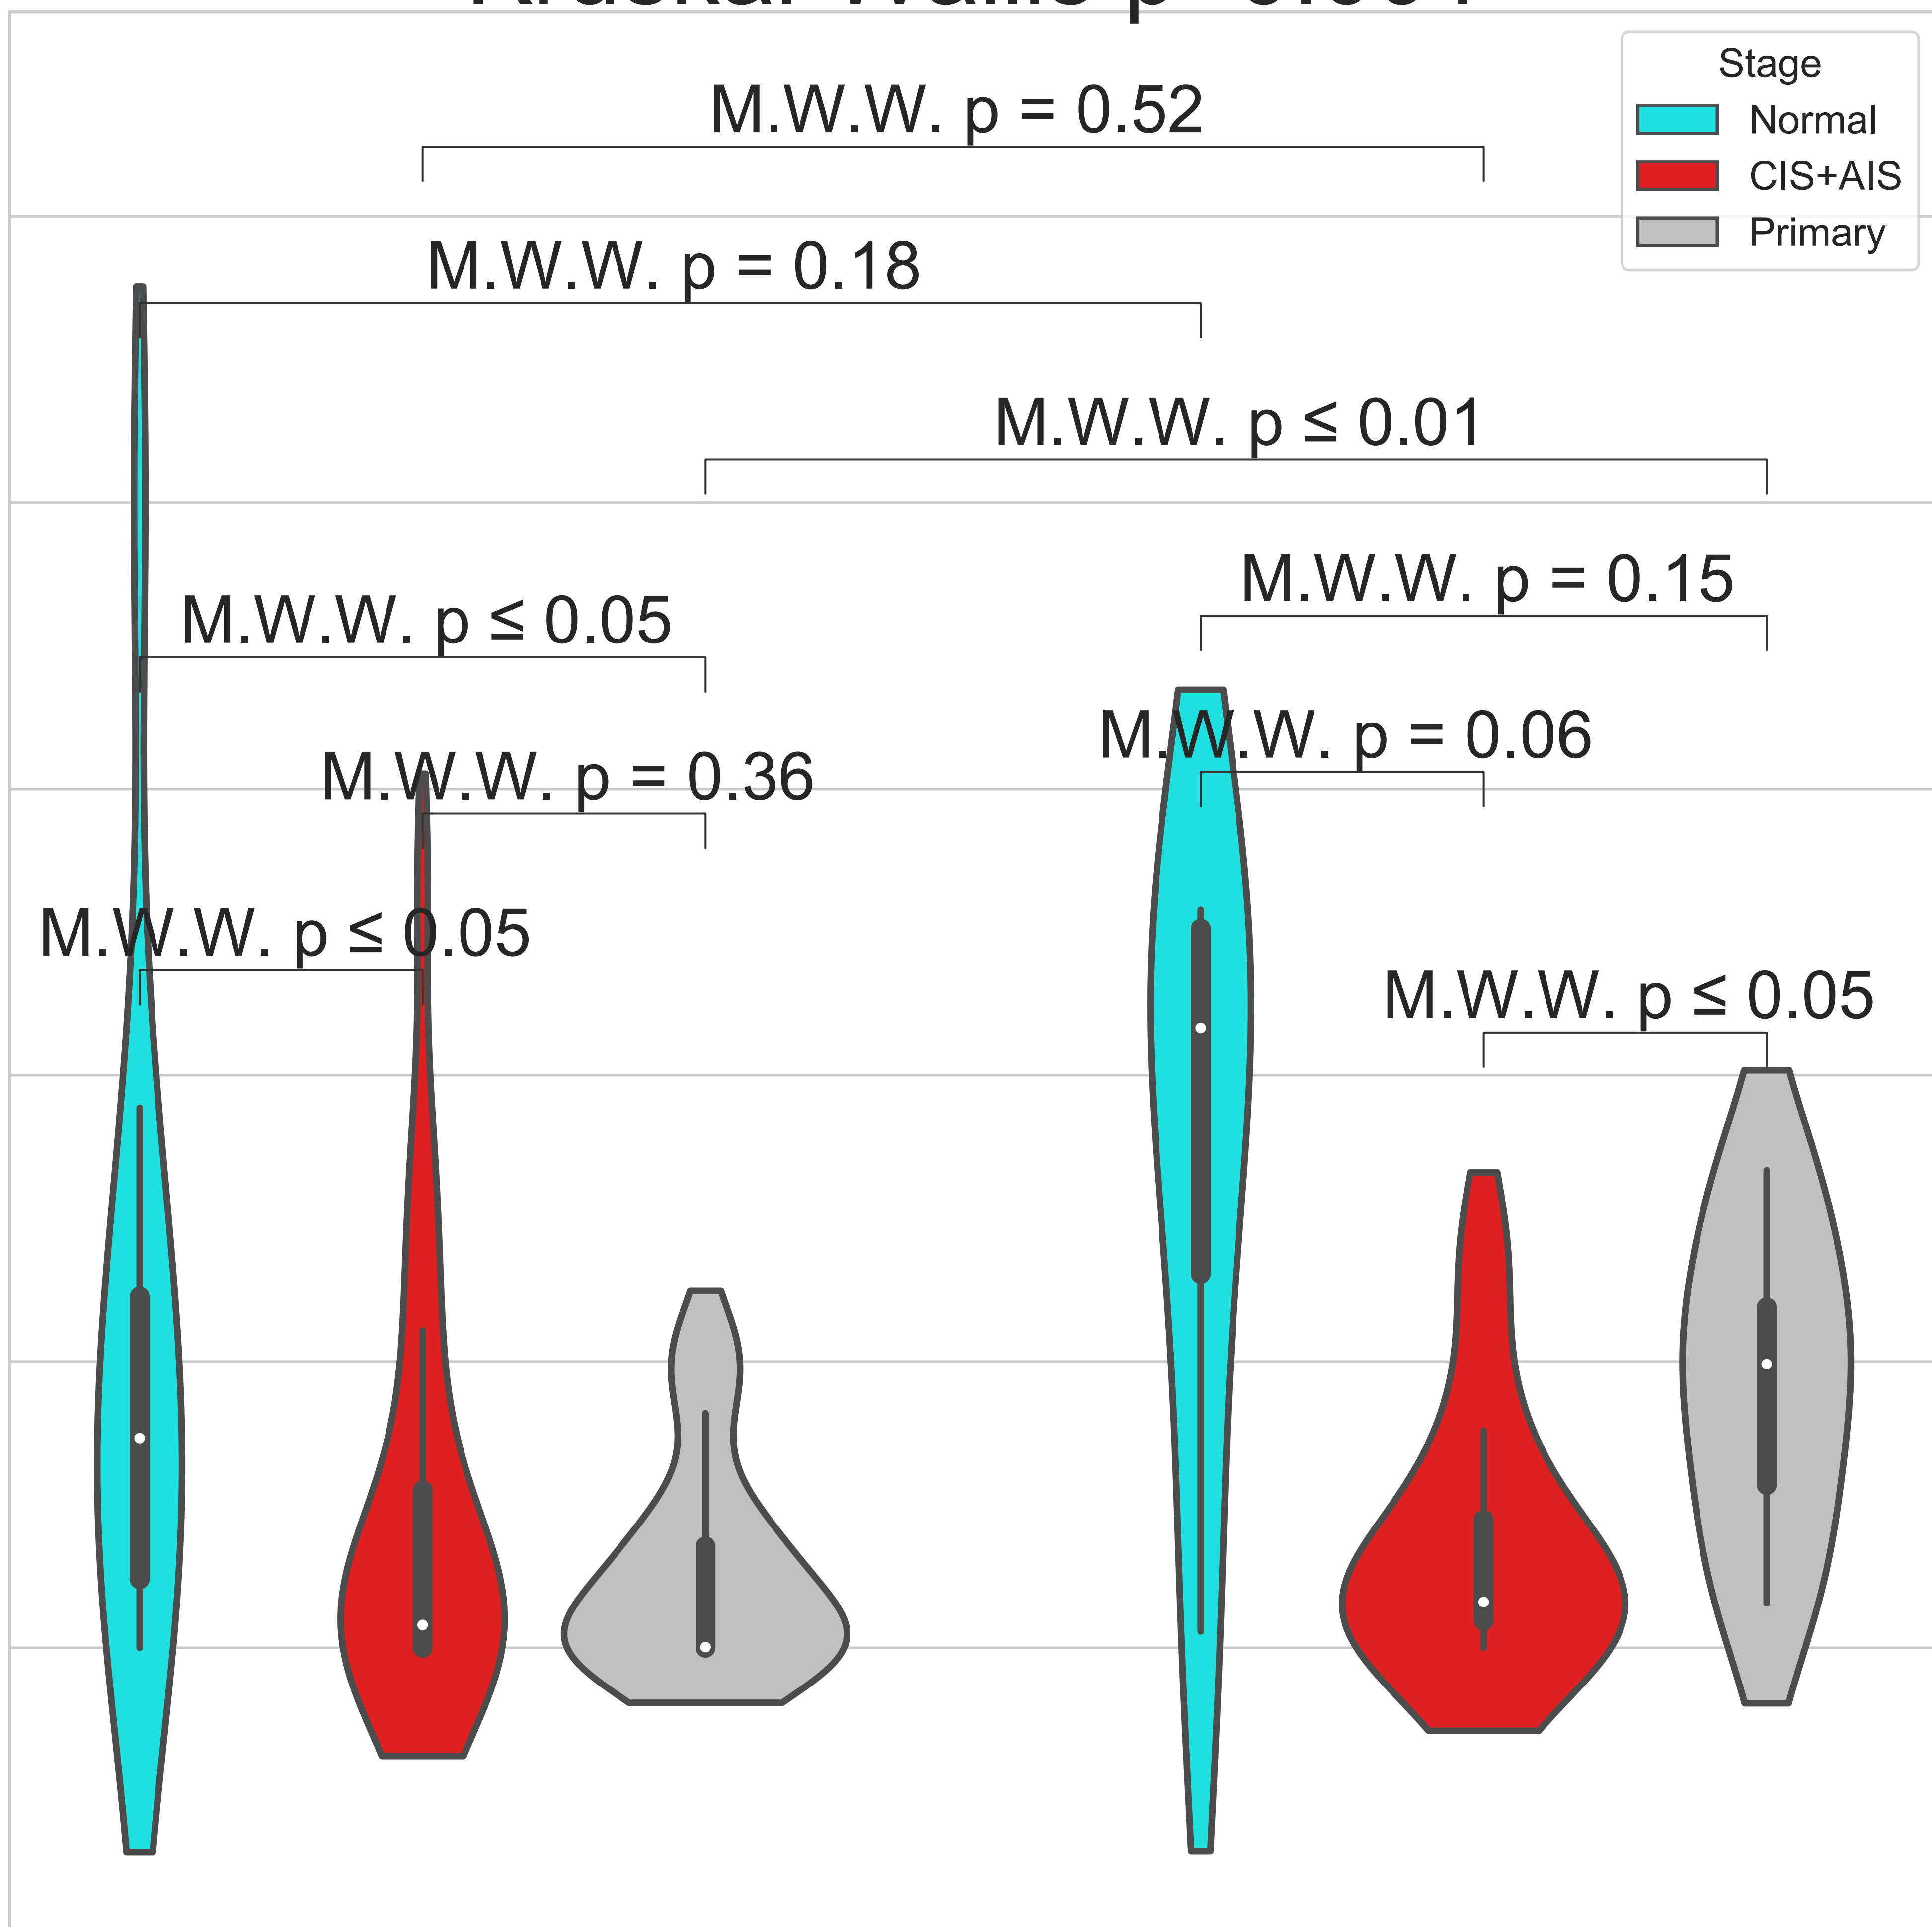 Stage
Normal
CIS+AIS
Primary
M.W.W. p = 0.52
M.W.W. p = 0.18
M.W.W. p ≤ 0.01
M.W.W. p = 0.15
M.W.W. p ≤ 0.05
M.W.W. p = 0.06
M.W.W. p = 0.36
M.W.W. p ≤ 0.05
M.W.W. p ≤ 0.05